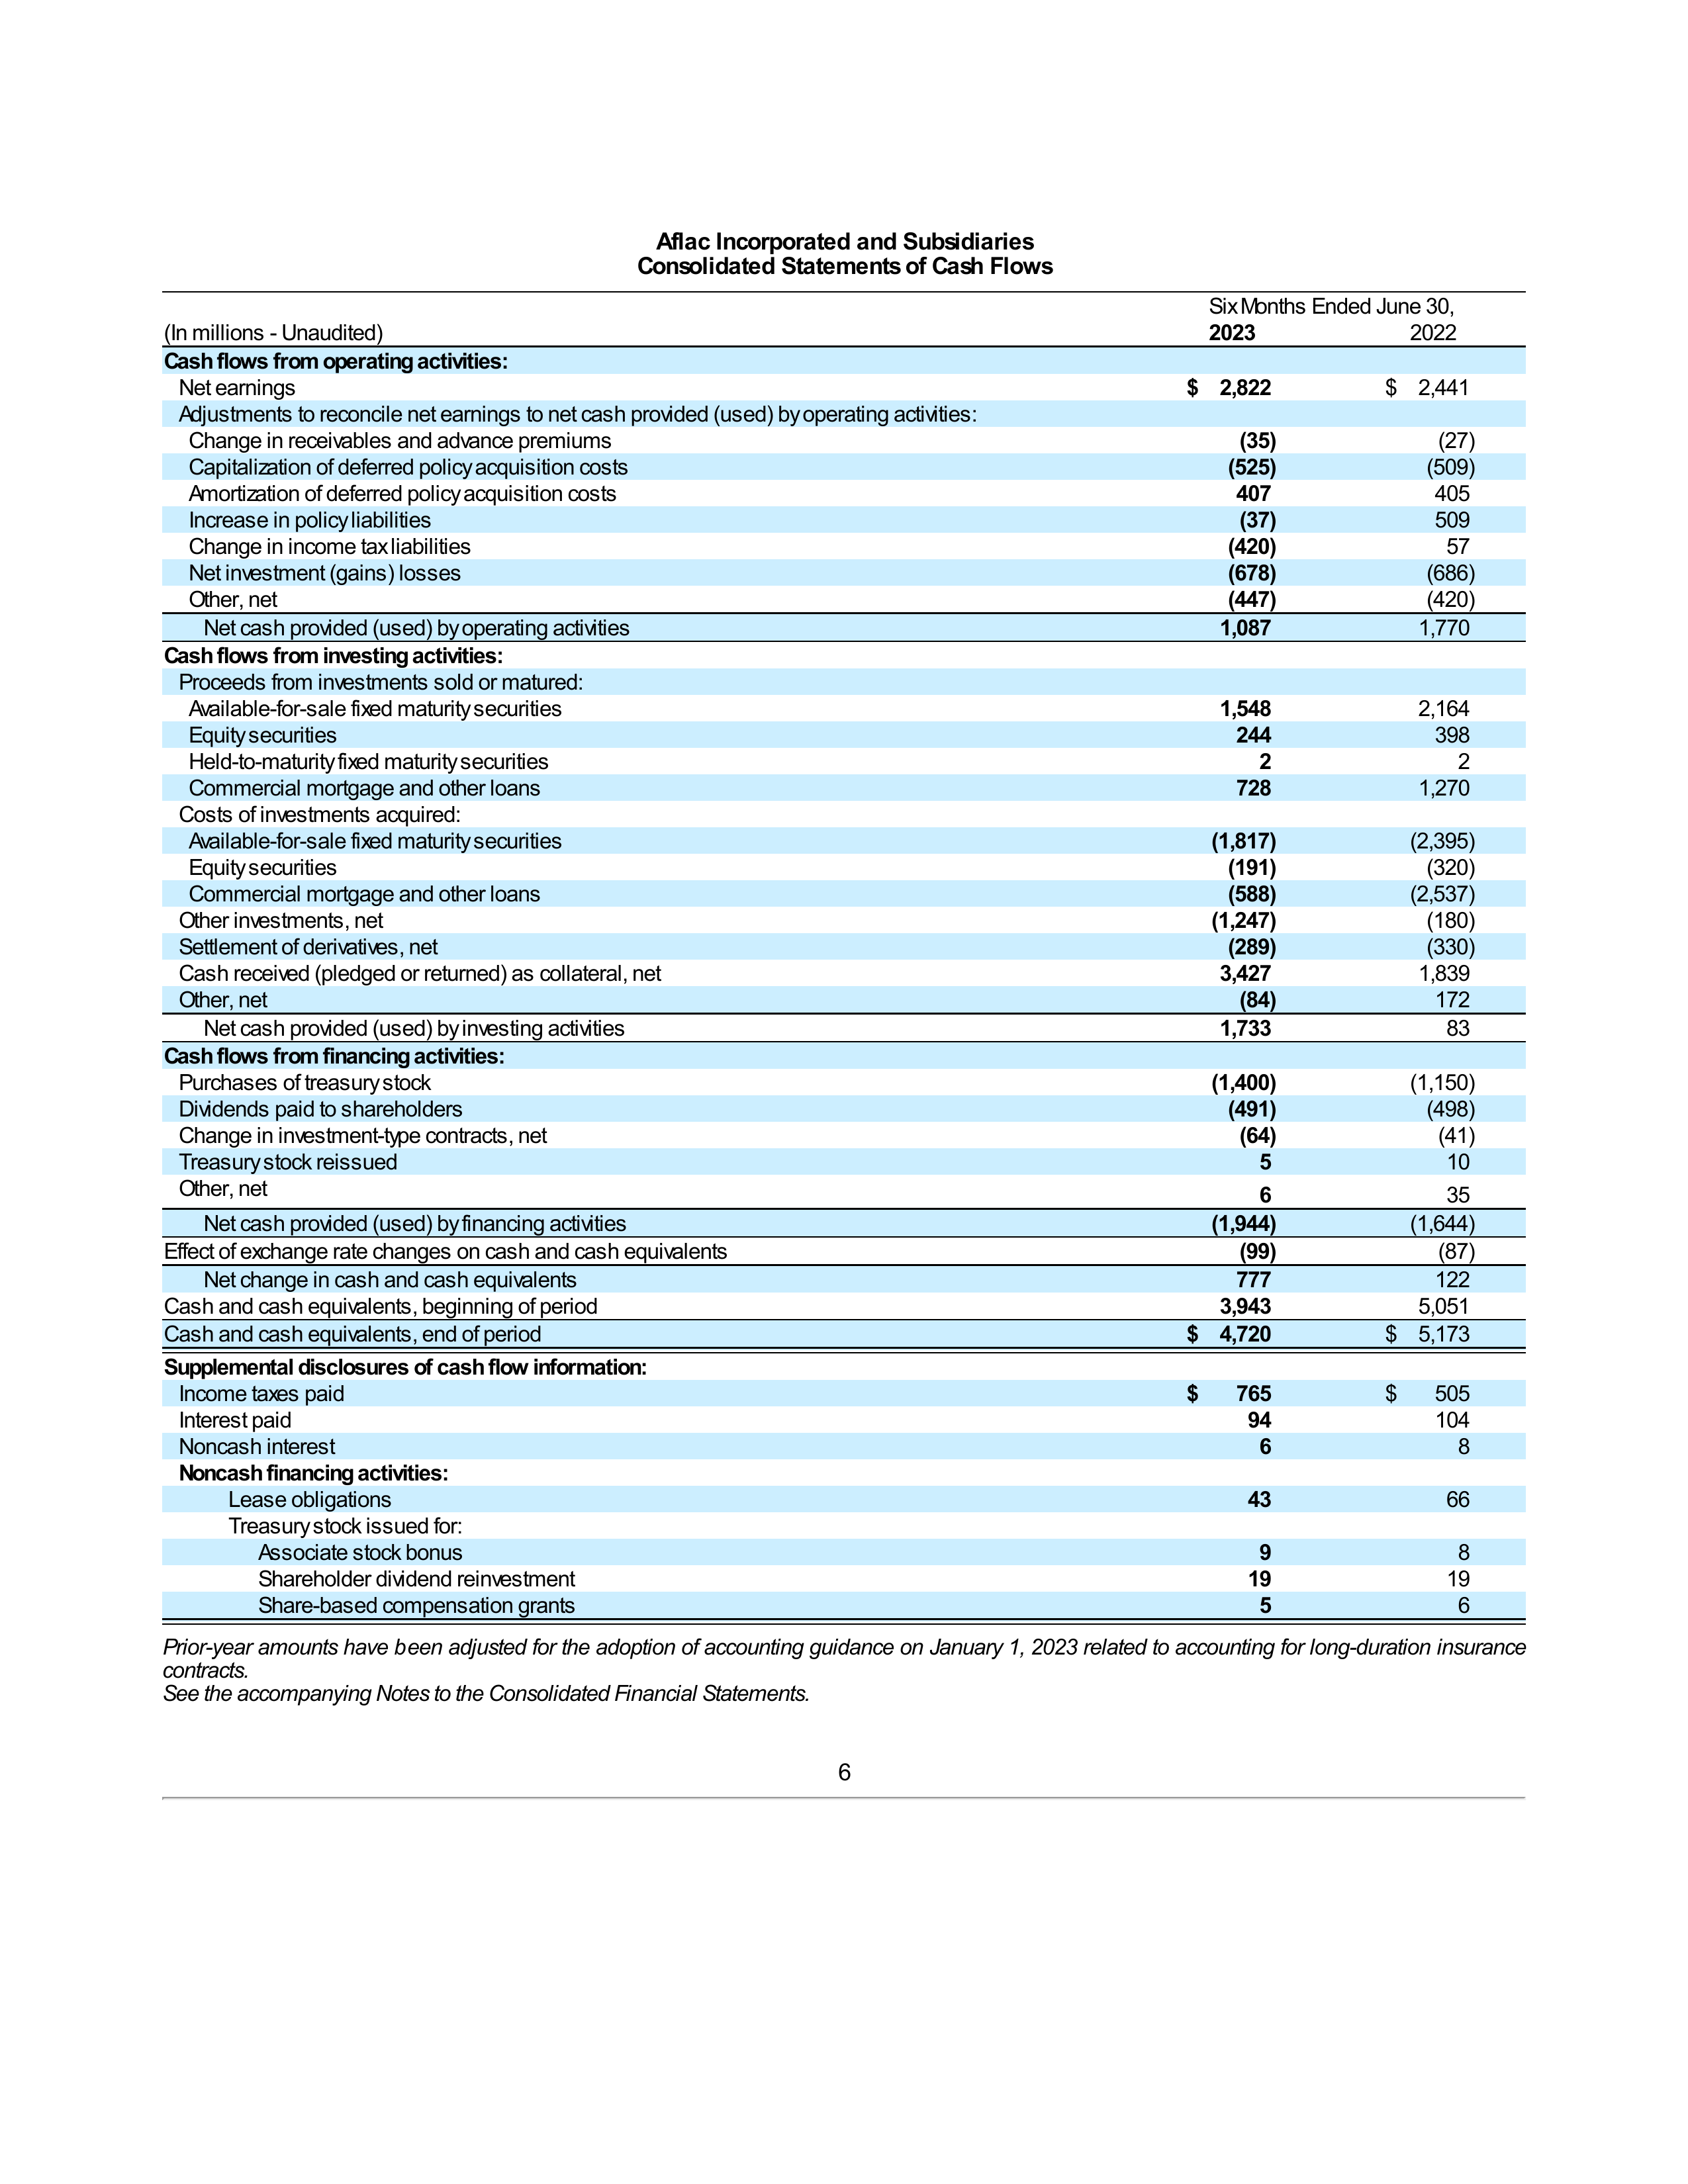 Aflac Incorporated and Subsidiaries
Consolidated Statements of Cash Flows
Six Months Ended June 30,
(In millions - Unaudited) 2023 2022
Cash flows from operating activities:
Net earnings $ 2,822 $ 2,441
Adjustments to reconcile net earnings to net cash provided (used) by operating activities:
Change in receivables and advance premiums (35) (27)
Capitalization of deferred policy acquisition costs (525) (509)
Amortization of deferred policy acquisition costs 407 405
Increase in policy liabilities (37) 509
Change in income tax liabilities (420) 57
Net investment (gains) losses (678) (686)
Other, net (447) (420)
Net cash provided (used) by operating activities 1,087 1,770
Cash flows from investing activities:
Proceeds from investments sold or matured:
Available-for-sale fixed maturity securities 1,548 2,164
Equity securities 244 398
Held-to-maturity fixed maturity securities 2 2
Commercial mortgage and other loans 728 1,270
Costs of investments acquired:
Available-for-sale fixed maturity securities (1,817) (2,395)
Equity securities (191) (320)
Commercial mortgage and other loans (588) (2,537)
Other investments, net (1,247) (180)
Settlement of derivatives, net (289) (330)
Cash received (pledged or returned) as collateral, net 3,427 1,839
Other, net (84) 172
Net cash provided (used) by investing activities 1,733 83
Cash flows from financing activities:
Purchases of treasury stock (1,400) (1,150)
Dividends paid to shareholders (491) (498)
Change in investment-type contracts, net (64) (41)
Treasury stock reissued 5 10
Other, net 6 35
Net cash provided (used) by financing activities (1,944) (1,644)
Effect of exchange rate changes on cash and cash equivalents (99) (87)
Net change in cash and cash equivalents 777 122
Cash and cash equivalents, beginning of period 3,943 5,051
Cash and cash equivalents, end of period $ 4,720 $ 5,173
Supplemental disclosures of cash flow information:
Income taxes paid $ 765 $ 505
Interest paid 94 104
Noncash interest 6 8
Noncash financing activities:
Lease obligations 43 66
Treasury stock issued for:
Associate stock bonus 9 8
Shareholder dividend reinvestment 19 19
Share-based compensation grants 5 6
Prior-year amounts have been adjusted for the adoption of accounting guidance on January 1, 2023 related to accounting for long-duration insurance
contracts.
See the accompanying Notes to the Consolidated Financial Statements.
6